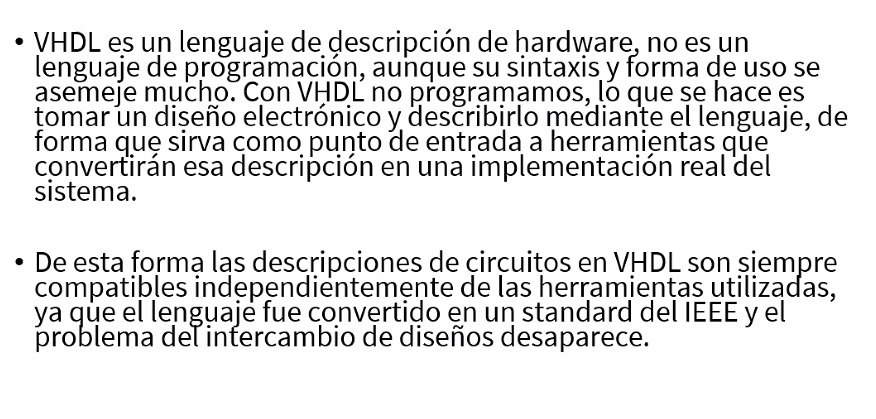 • VHDL es un lenguaje de descripción de hardware, no es un
lenguaje de programación, aunque su sintaxis y forma de uso se
asemeje mucho. Con VHDL no programamos, lo que se hace es
tomar un diseño electrónico y describirlo mediante el lenguaje, de
forma que sirva como punto de entrada a herramientas que
convertirán esa descripción en una implementación real del
sistema.
• De esta forma las descripciones de circuitos en VHDL son siempre
compatibles independientemente de las herramientas utilizadas,
ya que el lenguaje fue convertido en un standard del IEEE y el
problema del intercambio de diseños desaparece.